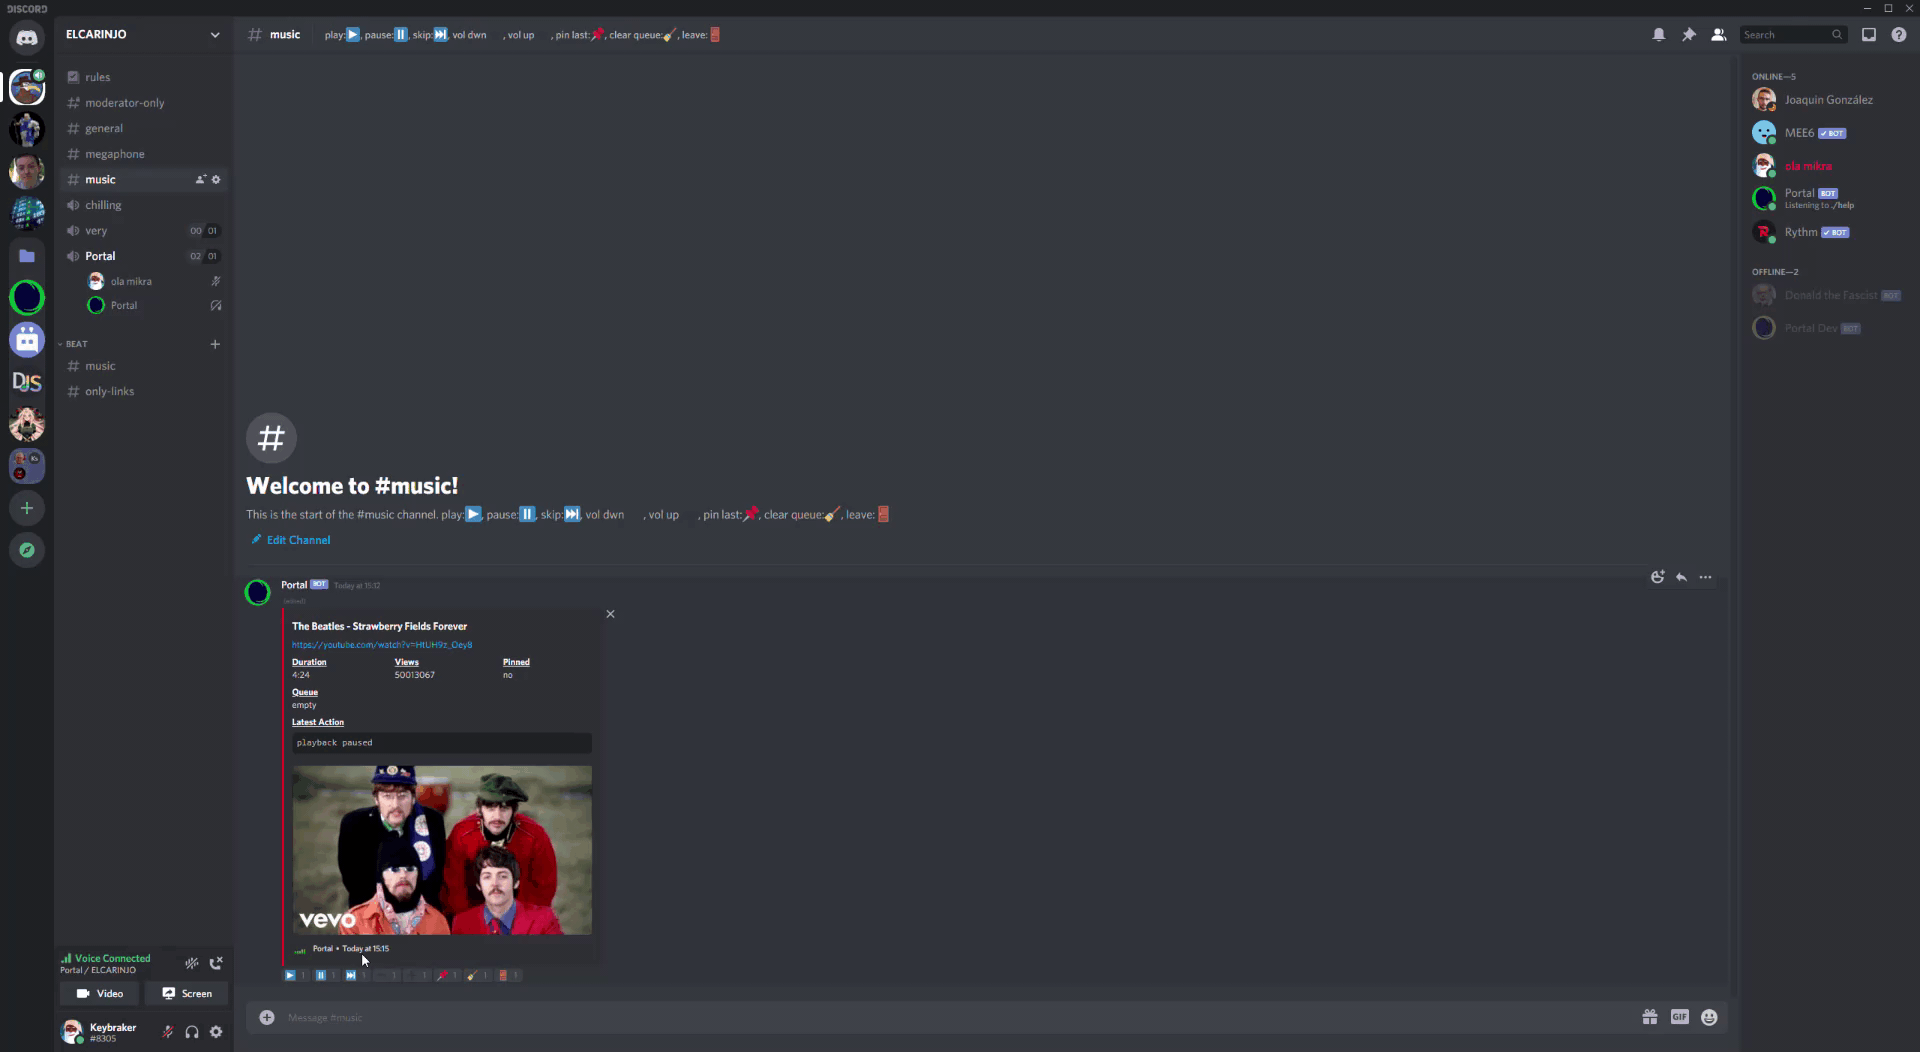 DISCORD
ELCARINJO
rules
moderator-only
general
megaphone
music
chilling
very 00 01
Portal 02 01
ola mikra
Portal
BEAT
music
only-links
Voice Connected
Portal / ELCARINJO
Video Screen
Keybraker
#8305
# music play:▶, pause:⏸, skip:⏭, vol dwn , vol up , pin last:📌, clear queue:🧹, leave:🚪
Search
Welcome to #music!
This is the start of the #music channel. play:▶, pause:⏸, skip:⏭, vol dwn , vol up , pin last:📌, clear queue:🧹, leave:🚪
Edit Channel
Portal BOT Today at 15:12
(edited)
The Beatles - Strawberry Fields Forever
https://youtube.com/watch?v=HtUH9z_Oey8
Duration Views Pinned
4:24 50013067 no
Queue
empty
Latest Action
playback paused
vevo
Portal • Today at 15:15
1 1 1 1 1 1 1 1
Message #music
GIF
ONLINE—5
Joaquin González
MEE6 ✓ BOT
ola mikra
Portal BOT
Listening to ./help
Rythm ✓ BOT
OFFLINE—2
Donald the Fascist BOT
Portal Dev BOT
DJS